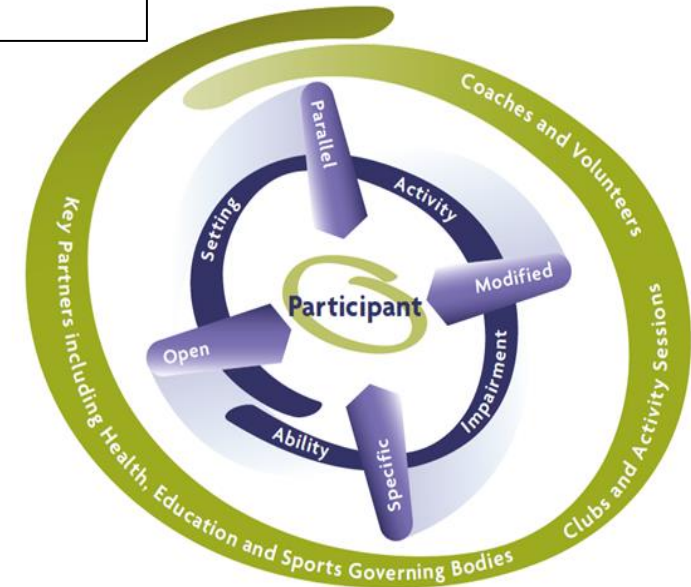 Coaches and Volunteers
Parallel
Activity
Setting
Modified
Participant
Open
Impairment
Ability
Specific
Clubs and Activity Sessions
Key Partners including Health, Education and Sports Governing Bodies